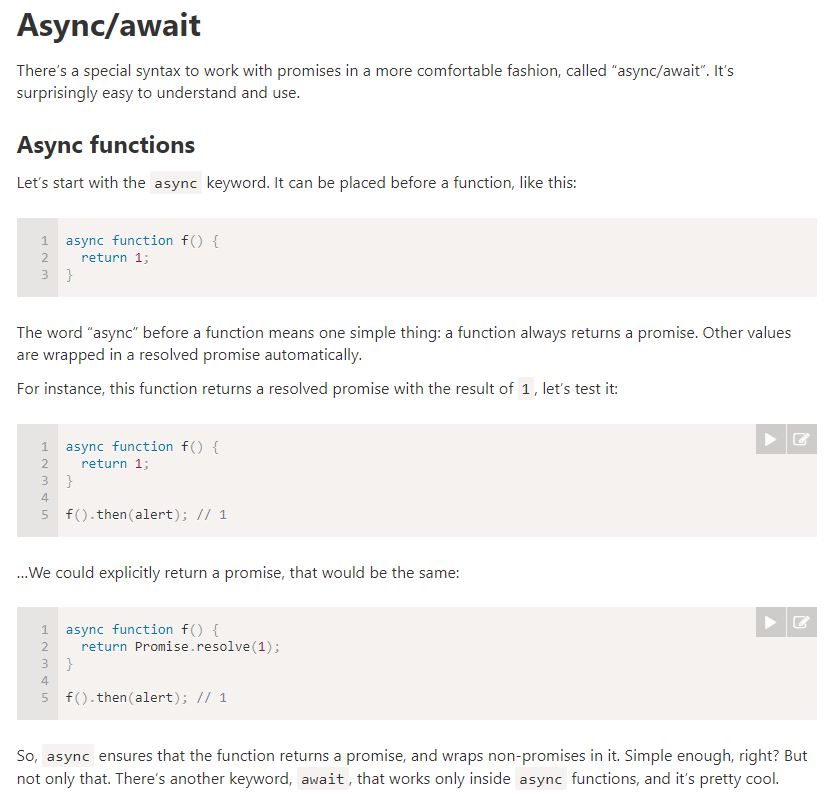 Async/await
There’s a special syntax to work with promises in a more comfortable fashion, called “async/await”. It’s
surprisingly easy to understand and use.
Async functions
Let’s start with the async keyword. It can be placed before a function, like this:
1 async function f() {
2   return 1;
3 }
The word “async” before a function means one simple thing: a function always returns a promise. Other values
are wrapped in a resolved promise automatically.
For instance, this function returns a resolved promise with the result of 1, let’s test it:
1 async function f() {
2   return 1;
3 }
4
5 f().then(alert); // 1
…We could explicitly return a promise, that would be the same:
1 async function f() {
2   return Promise.resolve(1);
3 }
4
5 f().then(alert); // 1
So, async ensures that the function returns a promise, and wraps non-promises in it. Simple enough, right? But
not only that. There’s another keyword, await, that works only inside async functions, and it’s pretty cool.